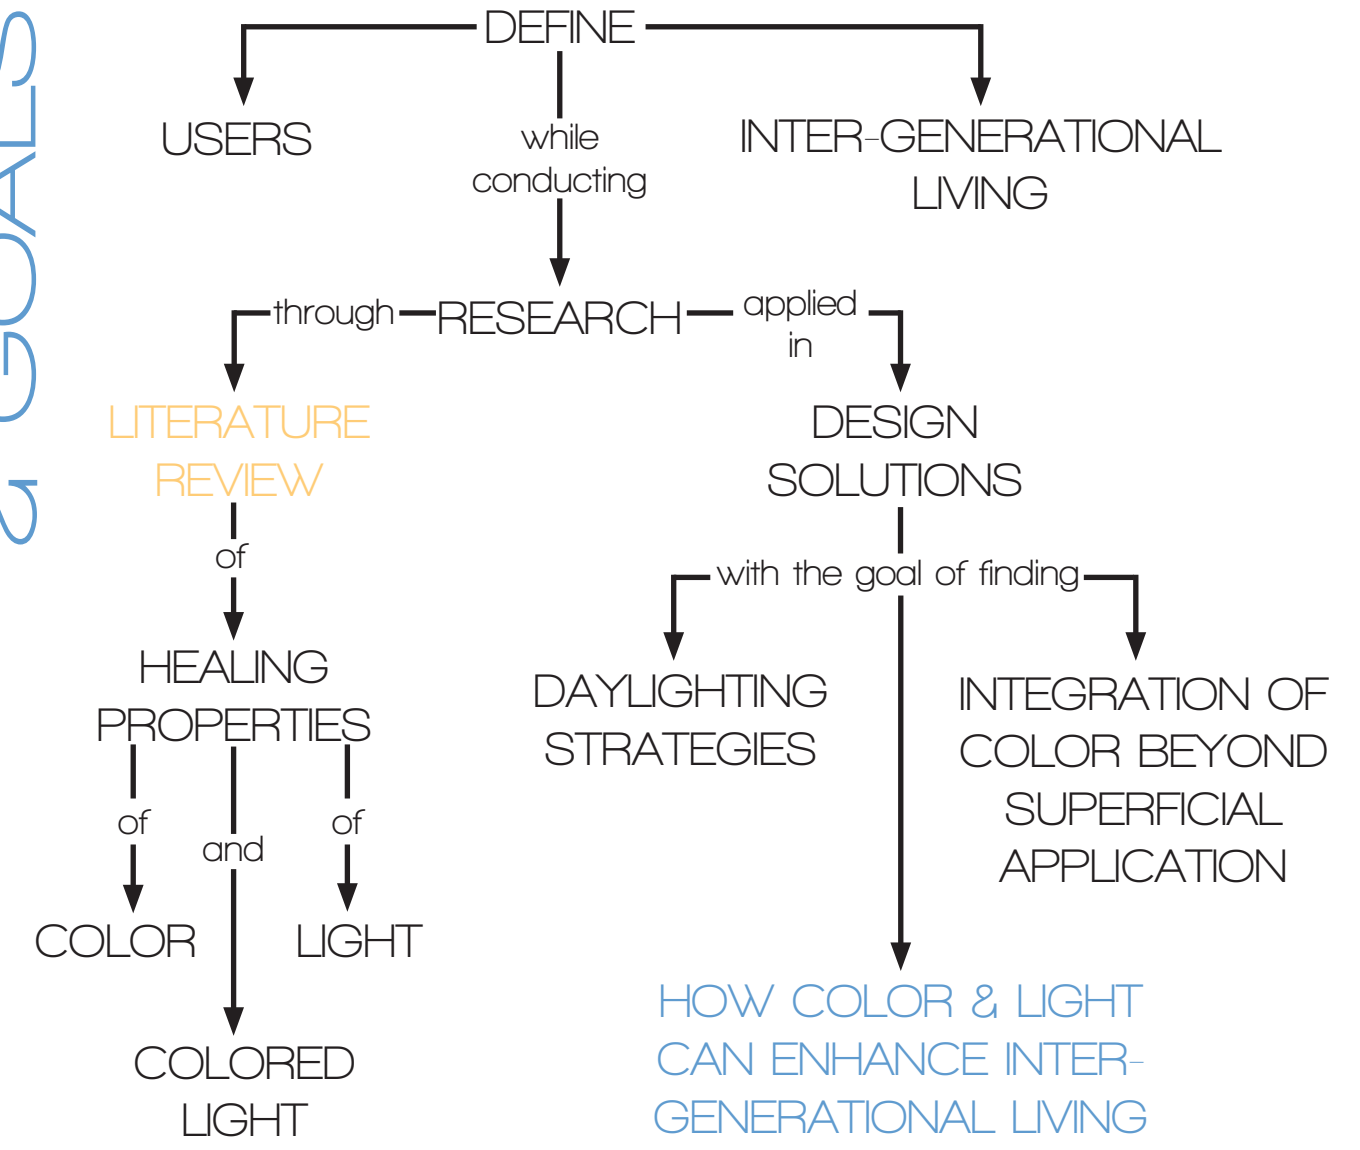 & GOALS
DEFINE
USERS
while
conducting
INTER-GENERATIONAL
LIVING
through
RESEARCH
applied
in
LITERATURE
REVIEW
DESIGN
SOLUTIONS
of
with the goal of finding
HEALING
PROPERTIES
DAYLIGHTING
STRATEGIES
INTEGRATION OF
COLOR BEYOND
SUPERFICIAL
APPLICATION
of
and
of
COLOR
LIGHT
COLORED
LIGHT
HOW COLOR & LIGHT
CAN ENHANCE INTER-
GENERATIONAL LIVING